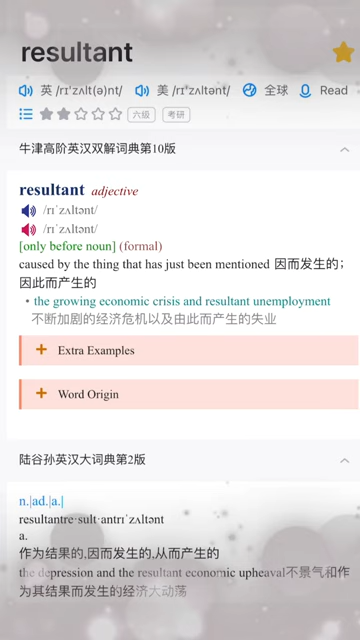 resultant
英 /rɪˈzʌlt(ə)nt/ 美 /rɪˈzʌltənt/ 全球 Read
六级 考研
牛津高阶英汉双解词典第10版
resultant adjective
/rɪˈzʌltənt/
/rɪˈzʌltənt/
[only before noun] (formal)
caused by the thing that has just been mentioned 因而发生的；
因此而产生的
• the growing economic crisis and resultant unemployment
不断加剧的经济危机以及由此而产生的失业
+ Extra Examples
+ Word Origin
陆谷孙英汉大词典第2版
n.|ad.|a.|
resultantre·sult·antrɪˈzʌltənt
a.
作为结果的,因而发生的,从而产生的
the depression and the resultant economic upheaval不景气和作
为其结果而发生的经济大动荡